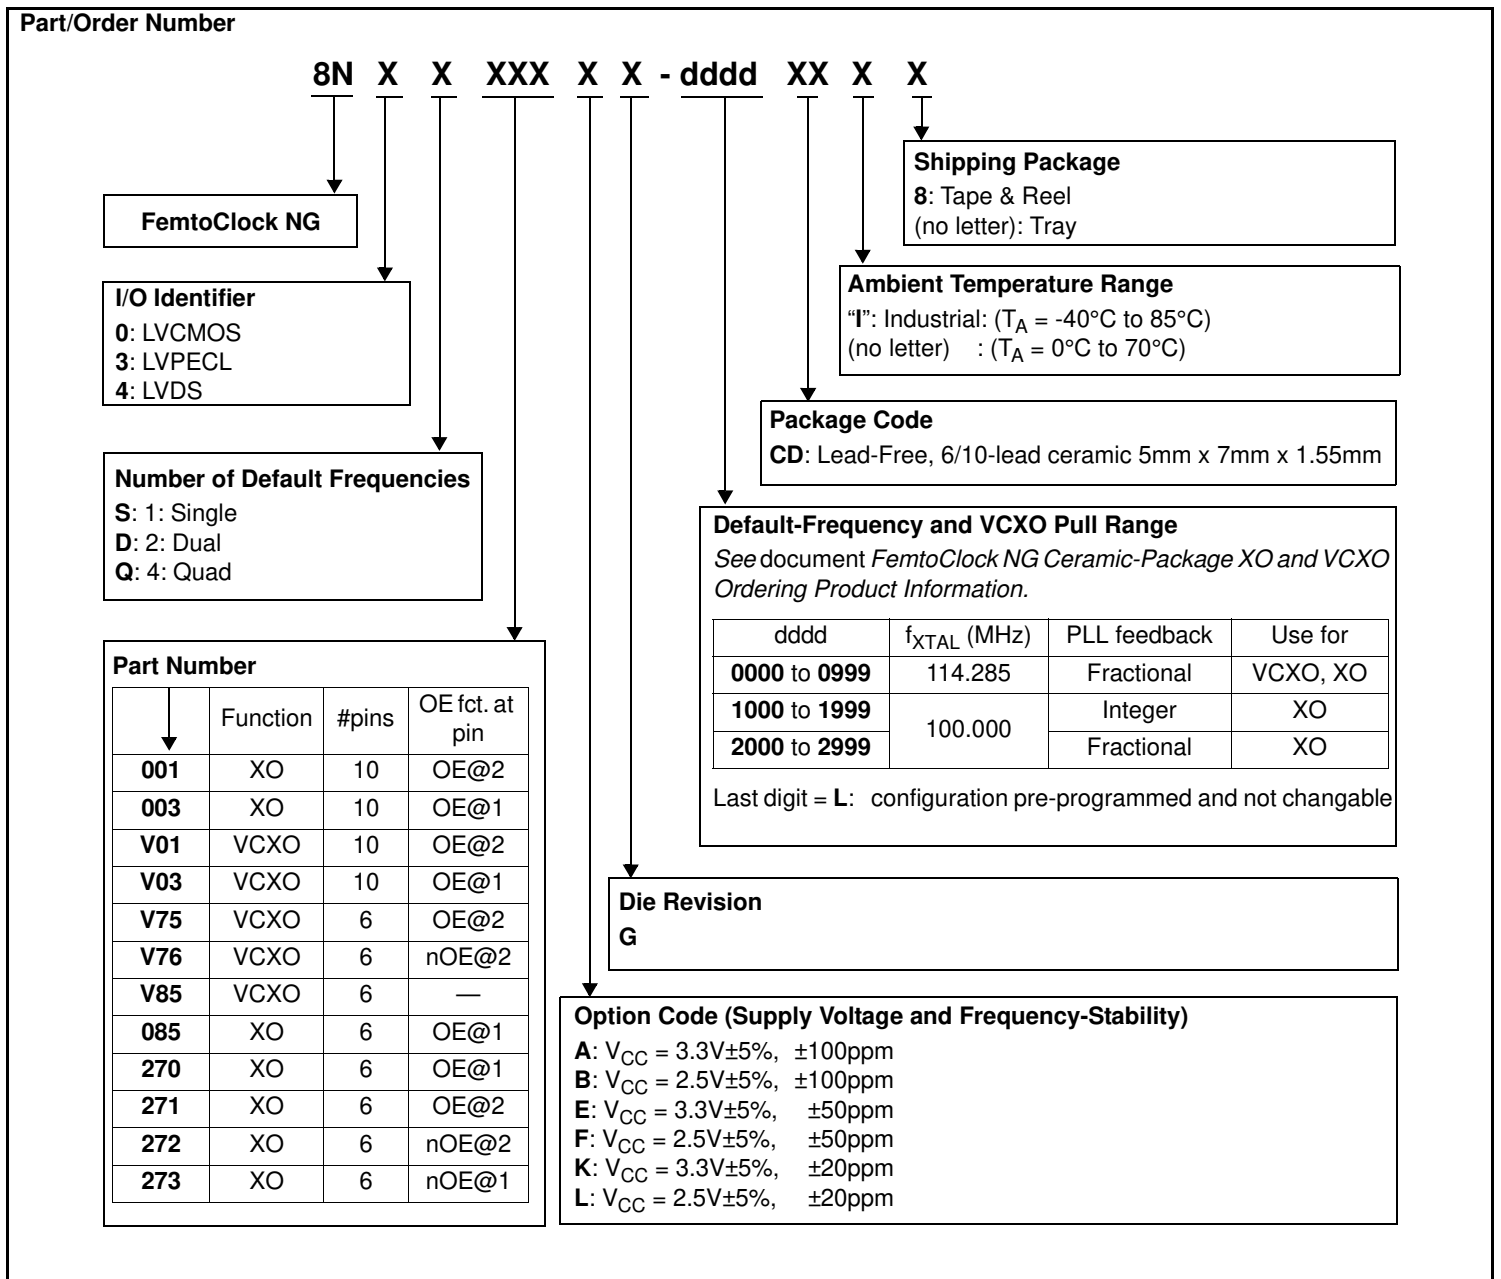 Part/Order Number
8N X X XXX X X - dddd XX X X
Shipping Package
8: Tape & Reel
(no letter): Tray
FemtoClock NG
Ambient Temperature Range
“I”: Industrial: (TA = -40°C to 85°C)
(no letter) : (TA = 0°C to 70°C)
I/O Identifier
0: LVCMOS
3: LVPECL
4: LVDS
Package Code
CD: Lead-Free, 6/10-lead ceramic 5mm x 7mm x 1.55mm
Number of Default Frequencies
S: 1: Single
D: 2: Dual
Q: 4: Quad
Default-Frequency and VCXO Pull Range
See document FemtoClock NG Ceramic-Package XO and VCXO
Ordering Product Information.
dddd fXTAL (MHz) PLL feedback Use for
0000 to 0999 114.285 Fractional VCXO, XO
1000 to 1999 100.000 Integer XO
2000 to 2999 Fractional XO
Last digit = L: configuration pre-programmed and not changable
Part Number
Function #pins OE fct. at
pin
001 XO 10 OE@2
003 XO 10 OE@1
V01 VCXO 10 OE@2
V03 VCXO 10 OE@1
V75 VCXO 6 OE@2
V76 VCXO 6 nOE@2
V85 VCXO 6 —
085 XO 6 OE@1
270 XO 6 OE@1
271 XO 6 OE@2
272 XO 6 nOE@2
273 XO 6 nOE@1
Die Revision
G
Option Code (Supply Voltage and Frequency-Stability)
A: VCC = 3.3V±5%, ±100ppm
B: VCC = 2.5V±5%, ±100ppm
E: VCC = 3.3V±5%, ±50ppm
F: VCC = 2.5V±5%, ±50ppm
K: VCC = 3.3V±5%, ±20ppm
L: VCC = 2.5V±5%, ±20ppm